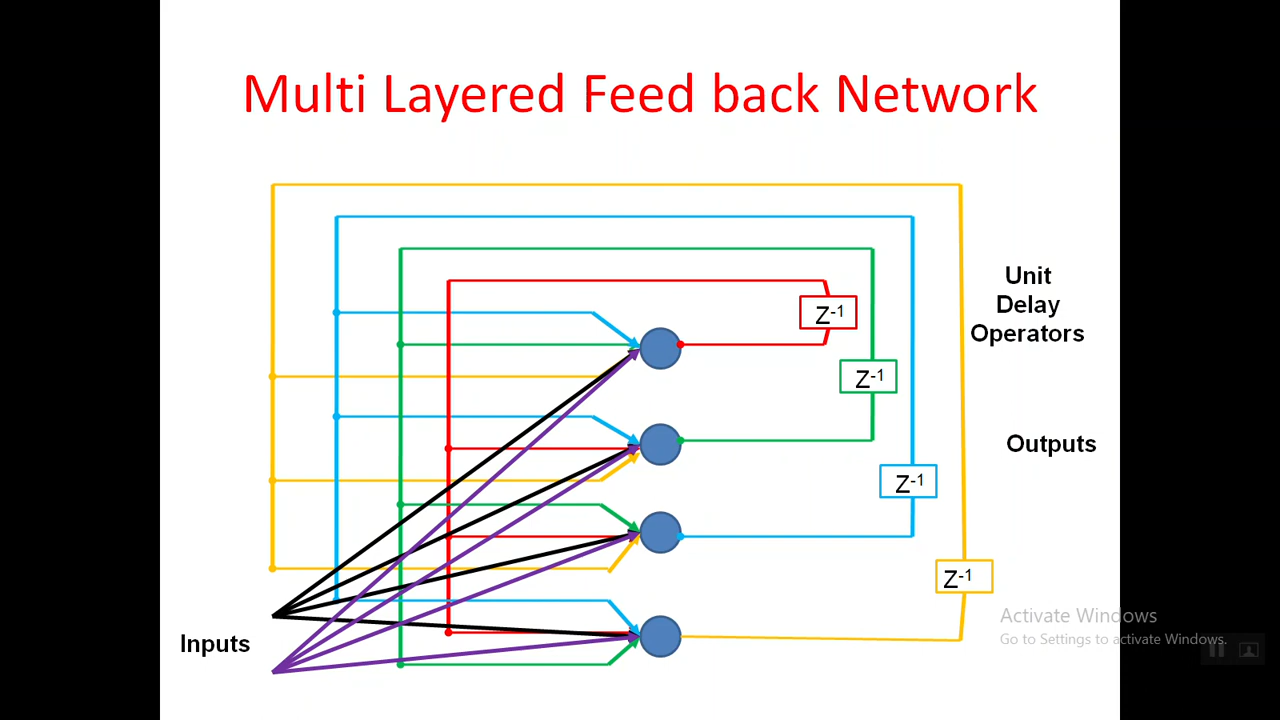 Multi Layered Feed back Network
Unit
Delay
Operators
Z-1
Z-1
Outputs
Z-1
Z-1
Inputs
Activate Windows
Go to Settings to activate Windows.